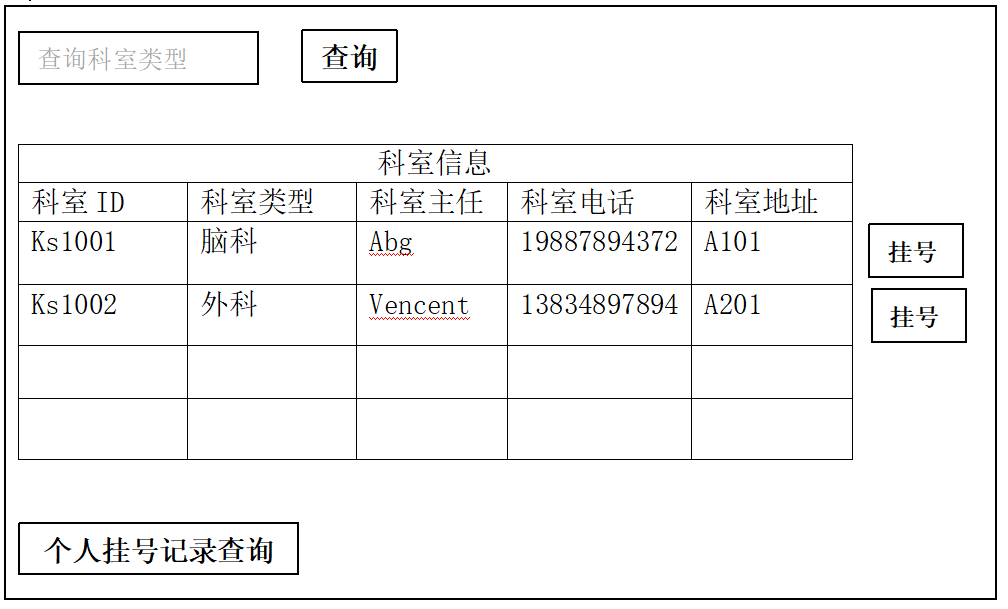 查询科室类型 查询
科室信息
科室 ID 科室类型 科室主任 科室电话 科室地址
Ks1001 脑科 Abg 19887894372 A101 挂号
Ks1002 外科 Vencent 13834897894 A201 挂号
个人挂号记录查询